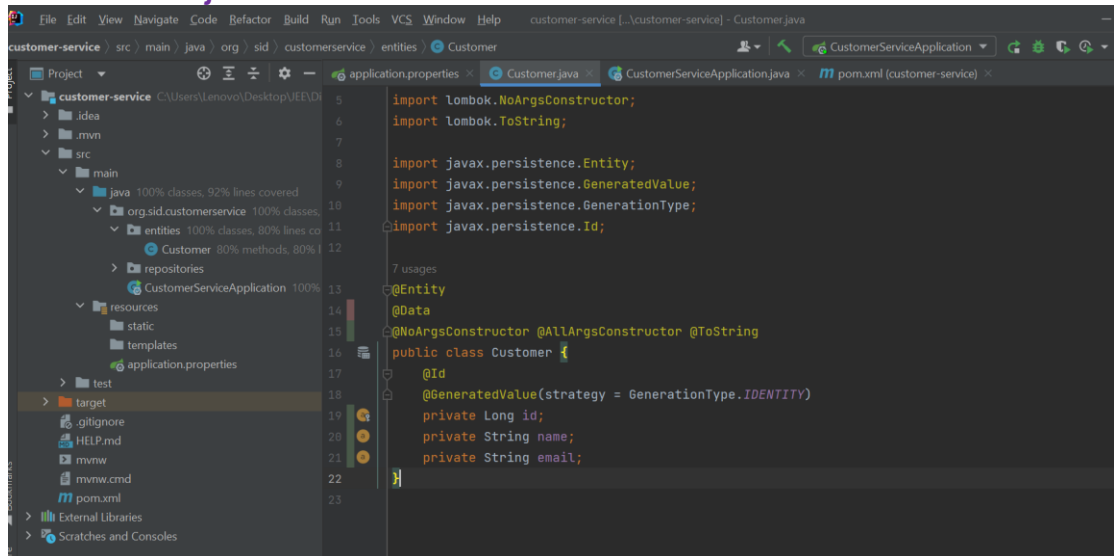 File Edit View Navigate Code Refactor Build Run Tools VCS Window Help customer-service [...\customer-service] - Customer.java
customer-service src main java org sid customerservice entities Customer CustomerServiceApplication
Project application.properties Customer.java CustomerServiceApplication.java pom.xml (customer-service)
customer-service C:\Users\Lenovo\Desktop\JEE\Di
.idea
.mvn
src
main
java 100% classes, 92% lines covered
org.sid.customerservice 100% classes,
entities 100% classes, 80% lines co
Customer 80% methods, 80% l
repositories
CustomerServiceApplication 100%
resources
static
templates
application.properties
test
target
.gitignore
HELP.md
mvnw
mvnw.cmd
pom.xml
External Libraries
Scratches and Consoles
Bookmarks
5 import lombok.NoArgsConstructor;
6 import lombok.ToString;
7
8 import javax.persistence.Entity;
9 import javax.persistence.GeneratedValue;
10 import javax.persistence.GenerationType;
11 import javax.persistence.Id;
12
7 usages
13 @Entity
14 @Data
15 @NoArgsConstructor @AllArgsConstructor @ToString
16 public class Customer {
17 @Id
18 @GeneratedValue(strategy = GenerationType.IDENTITY)
19 private Long id;
20 private String name;
21 private String email;
22 }
23